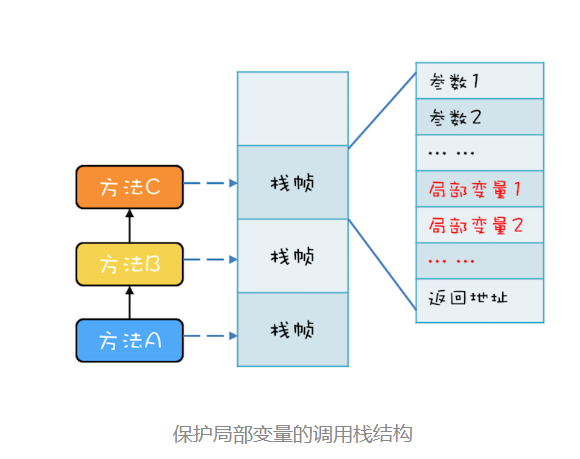 方法C
方法B
方法A
栈帧
栈帧
栈帧
参数1
参数2
... ...
局部变量1
局部变量2
... ...
返回地址
保护局部变量的调用栈结构